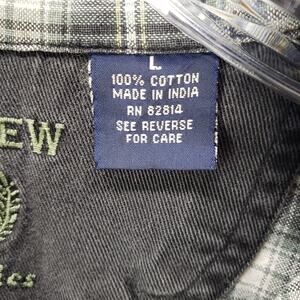 L
100% COTTON
MADE IN INDIA
RN 82814
SEE REVERSE
FOR CARE
EW